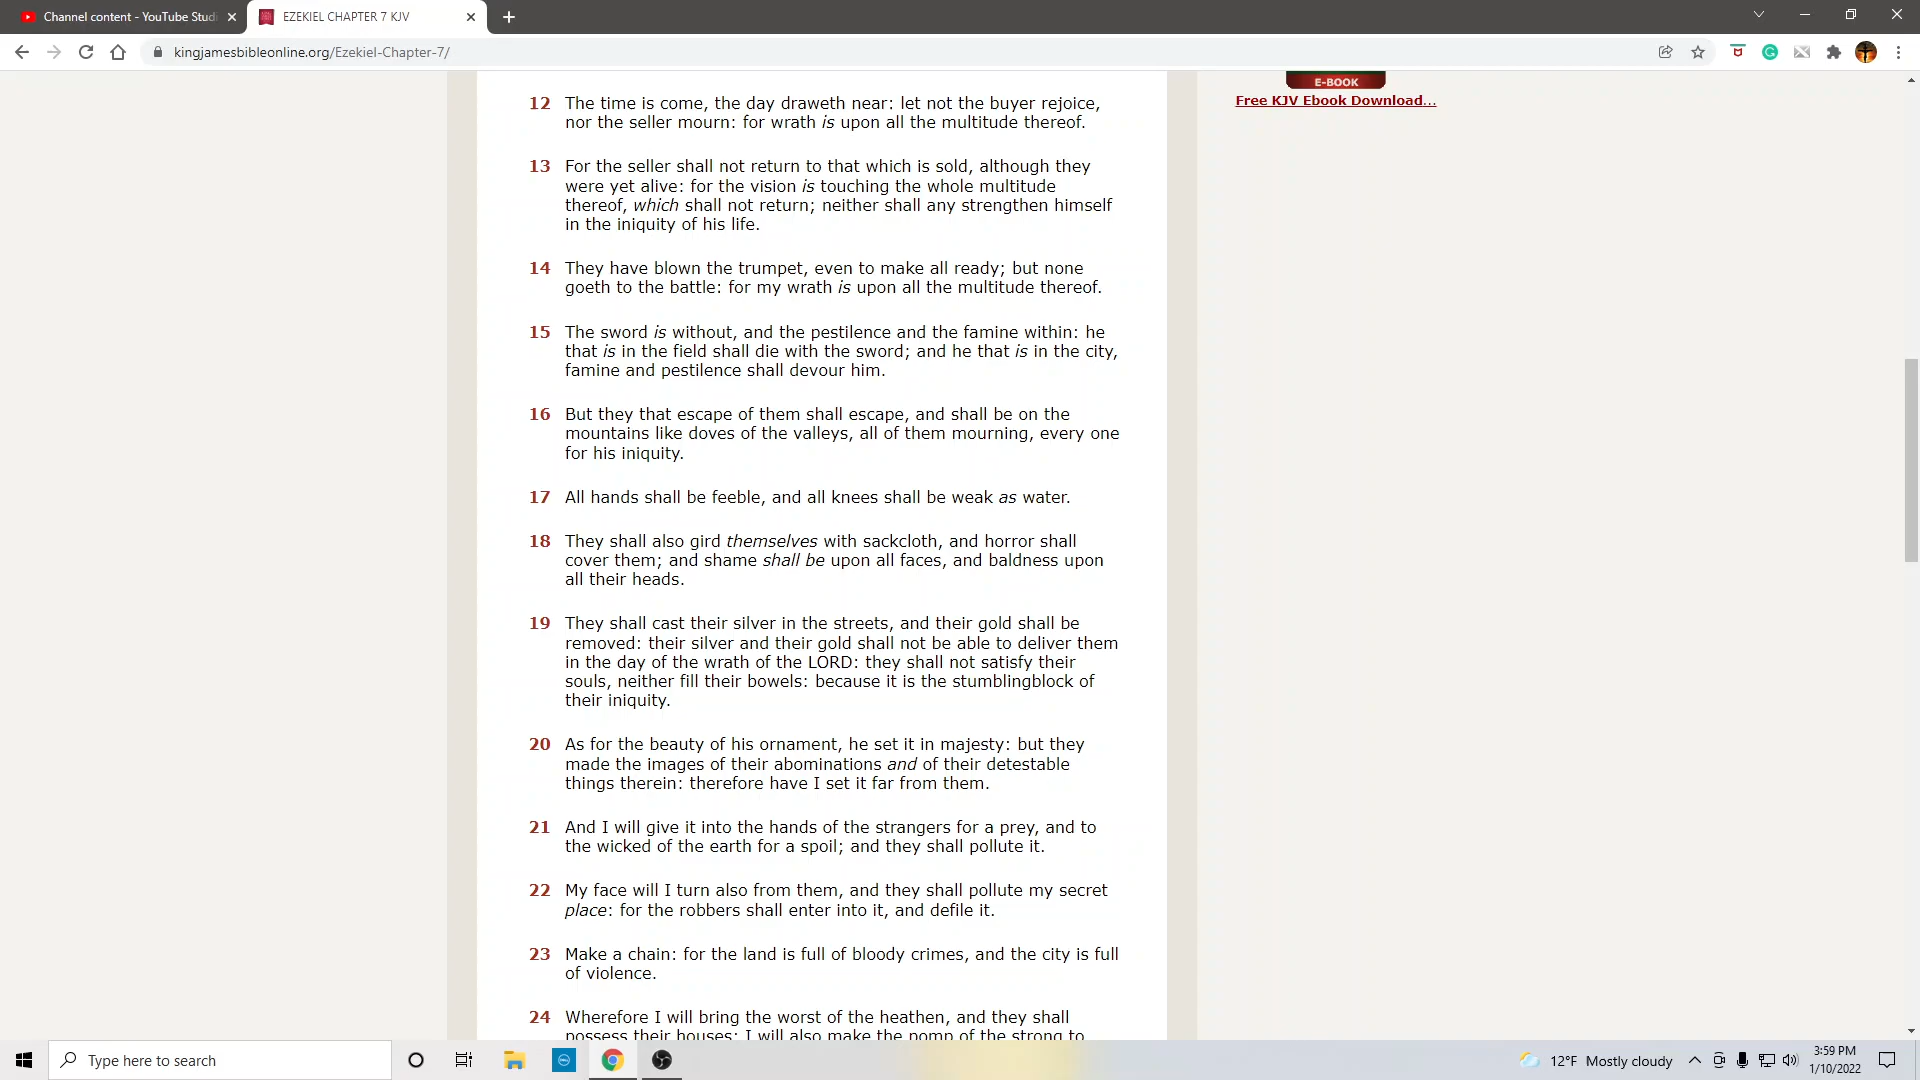 Channel content - YouTube Studi
EZEKIEL CHAPTER 7 KJV
kingjamesbibleonline.org/Ezekiel-Chapter-7/
E-BOOK
Free KJV Ebook Download...
12 The time is come, the day draweth near: let not the buyer rejoice,
nor the seller mourn: for wrath is upon all the multitude thereof.
13 For the seller shall not return to that which is sold, although they
were yet alive: for the vision is touching the whole multitude
thereof, which shall not return; neither shall any strengthen himself
in the iniquity of his life.
14 They have blown the trumpet, even to make all ready; but none
goeth to the battle: for my wrath is upon all the multitude thereof.
15 The sword is without, and the pestilence and the famine within: he
that is in the field shall die with the sword; and he that is in the city,
famine and pestilence shall devour him.
16 But they that escape of them shall escape, and shall be on the
mountains like doves of the valleys, all of them mourning, every one
for his iniquity.
17 All hands shall be feeble, and all knees shall be weak as water.
18 They shall also gird themselves with sackcloth, and horror shall
cover them; and shame shall be upon all faces, and baldness upon
all their heads.
19 They shall cast their silver in the streets, and their gold shall be
removed: their silver and their gold shall not be able to deliver them
in the day of the wrath of the LORD: they shall not satisfy their
souls, neither fill their bowels: because it is the stumblingblock of
their iniquity.
20 As for the beauty of his ornament, he set it in majesty: but they
made the images of their abominations and of their detestable
things therein: therefore have I set it far from them.
21 And I will give it into the hands of the strangers for a prey, and to
the wicked of the earth for a spoil; and they shall pollute it.
22 My face will I turn also from them, and they shall pollute my secret
place: for the robbers shall enter into it, and defile it.
23 Make a chain: for the land is full of bloody crimes, and the city is full
of violence.
24 Wherefore I will bring the worst of the heathen, and they shall
possess their houses: I will also make the pomp of the strong to
Type here to search
12°F Mostly cloudy
3:59 PM
1/10/2022